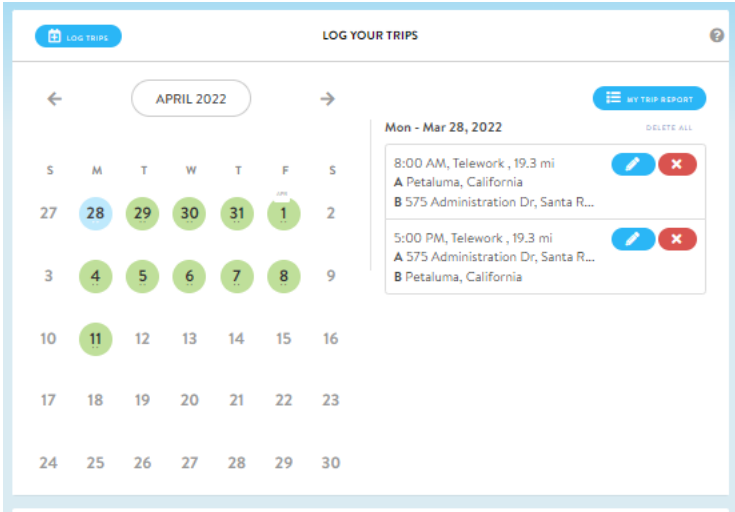 LOG TRIPS
LOG YOUR TRIPS
APRIL 2022
MY TRIP REPORT
Mon - Mar 28, 2022
DELETE ALL
S M T W T F S
27 28 29 30 31 1 2
3 4 5 6 7 8 9
10 11 12 13 14 15 16
17 18 19 20 21 22 23
24 25 26 27 28 29 30
8:00 AM, Telework , 19.3 mi
A Petaluma, California
B 575 Administration Dr, Santa R...
5:00 PM, Telework , 19.3 mi
A 575 Administration Dr, Santa R...
B Petaluma, California